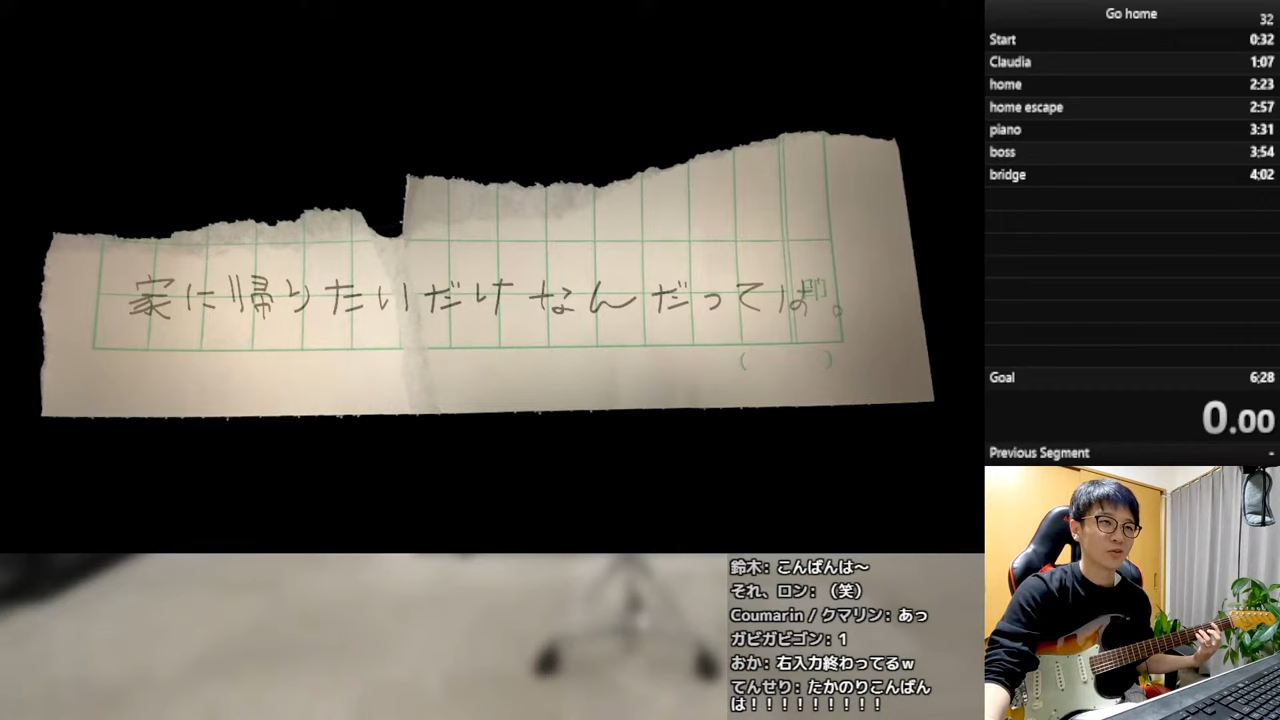 家に帰りたいだけなんだってば。
(　　)
Go home
32
Start 0:32
Claudia 1:07
home 2:23
home escape 2:57
piano 3:31
boss 3:54
bridge 4:02
Goal 6:28
0.00
Previous Segment -
鈴木: こんばんは〜
それ、ロン: （笑）
Coumarin / クマリン: あっ
ガビガビゴン: 1
おか: 右入力終わってるw
てんせり: たかのりこんばん
は！！！！！！！！！